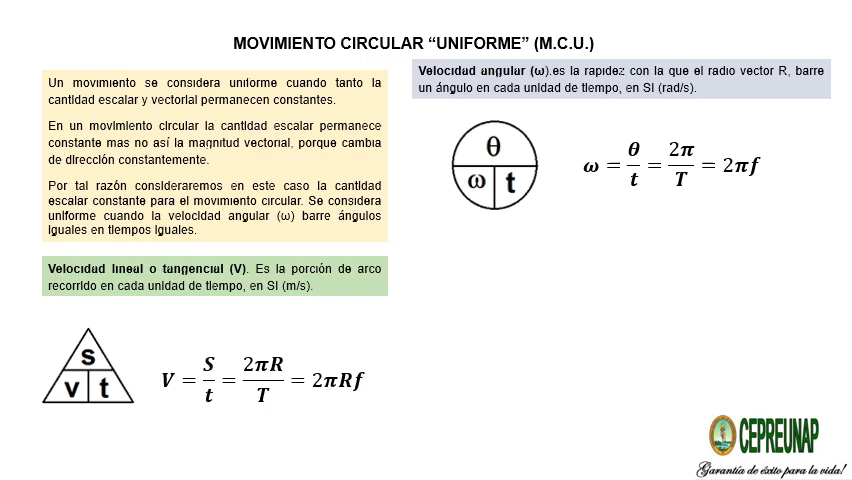 MOVIMIENTO CIRCULAR “UNIFORME” (M.C.U.)
Un movimiento se considera uniforme cuando tanto la
cantidad escalar y vectorial permanecen constantes.
En un movimiento circular la cantidad escalar permanece
constante mas no así la magnitud vectorial, porque cambia
de dirección constantemente.
Por tal razón consideraremos en este caso la cantidad
escalar constante para el movimiento circular. Se considera
uniforme cuando la velocidad angular (ω) barre ángulos
iguales en tiempos iguales.
Velocidad lineal o tangencial (V). Es la porción de arco
recorrido en cada unidad de tiempo, en SI (m/s).
s
v t
V = S/t = 2πR/T = 2πRf
Velocidad angular (ω).es la rapidez con la que el radio vector R, barre
un ángulo en cada unidad de tiempo, en SI (rad/s).
θ
ω t
ω = θ/t = 2π/T = 2πf
CEPREUNAP
Garantía de éxito para la vida!